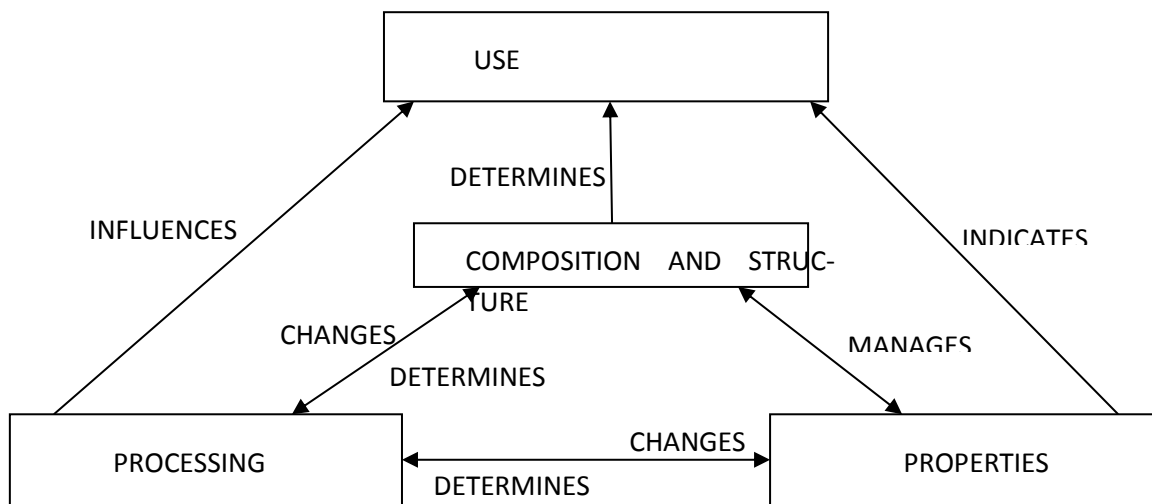 USE
DETERMINES
INFLUENCES
INDICATES
COMPOSITION AND STRUC-
TURE
CHANGES
MANAGES
DETERMINES
CHANGES
PROCESSING
PROPERTIES
DETERMINES